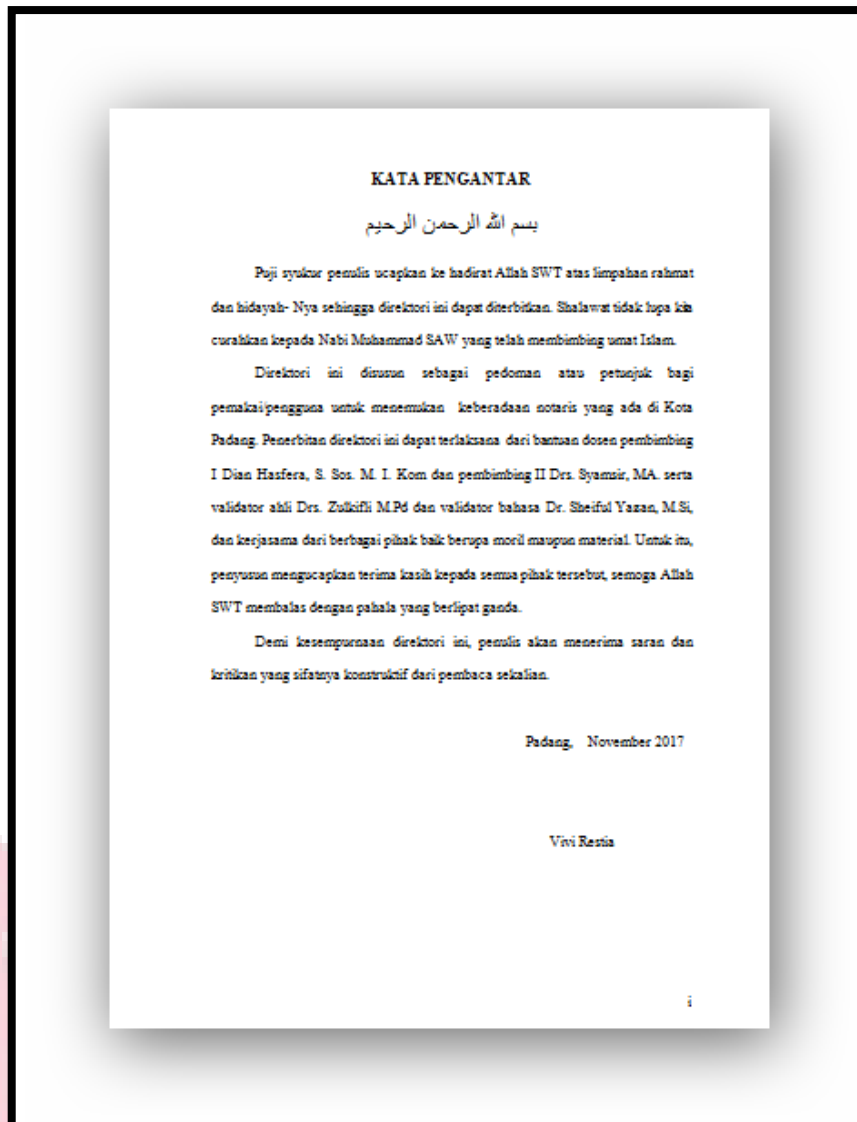 KATA PENGANTAR
بسم الله الرحمن الرحيم
Puji syukur penulis ucapkan ke hadirat Allah SWT atas limpahan rahmat
dan hidayah- Nya sehingga direktori ini dapat diterbitkan. Shalawat tidak lupa kita
curahkan kepada Nabi Muhammad SAW yang telah membimbing umat Islam.
Direktori ini disusun sebagai pedoman atau petunjuk bagi
pemakai/pengguna untuk menemukan keberadaan notaris yang ada di Kota
Padang. Penerbitan direktori ini dapat terlaksana dari bantuan dosen pembimbing
I Dian Hasfera, S. Sos. M. I. Kom dan pembimbing II Drs. Syamsir, MA. serta
validator ahli Drs. Zulkifli M.Pd dan validator bahasa Dr. Sheiful Yazan, M.Si,
dan kerjasama dari berbagai pihak baik berupa moril maupun material. Untuk itu,
penyusun mengucapkan terima kasih kepada semua pihak tersebut, semoga Allah
SWT membalas dengan pahala yang berlipat ganda.
Demi kesempurnaan direktori ini, penulis akan menerima saran dan
kritikan yang sifatnya konstruktif dari pembaca sekalian.
Padang, November 2017
Vivi Restia
i